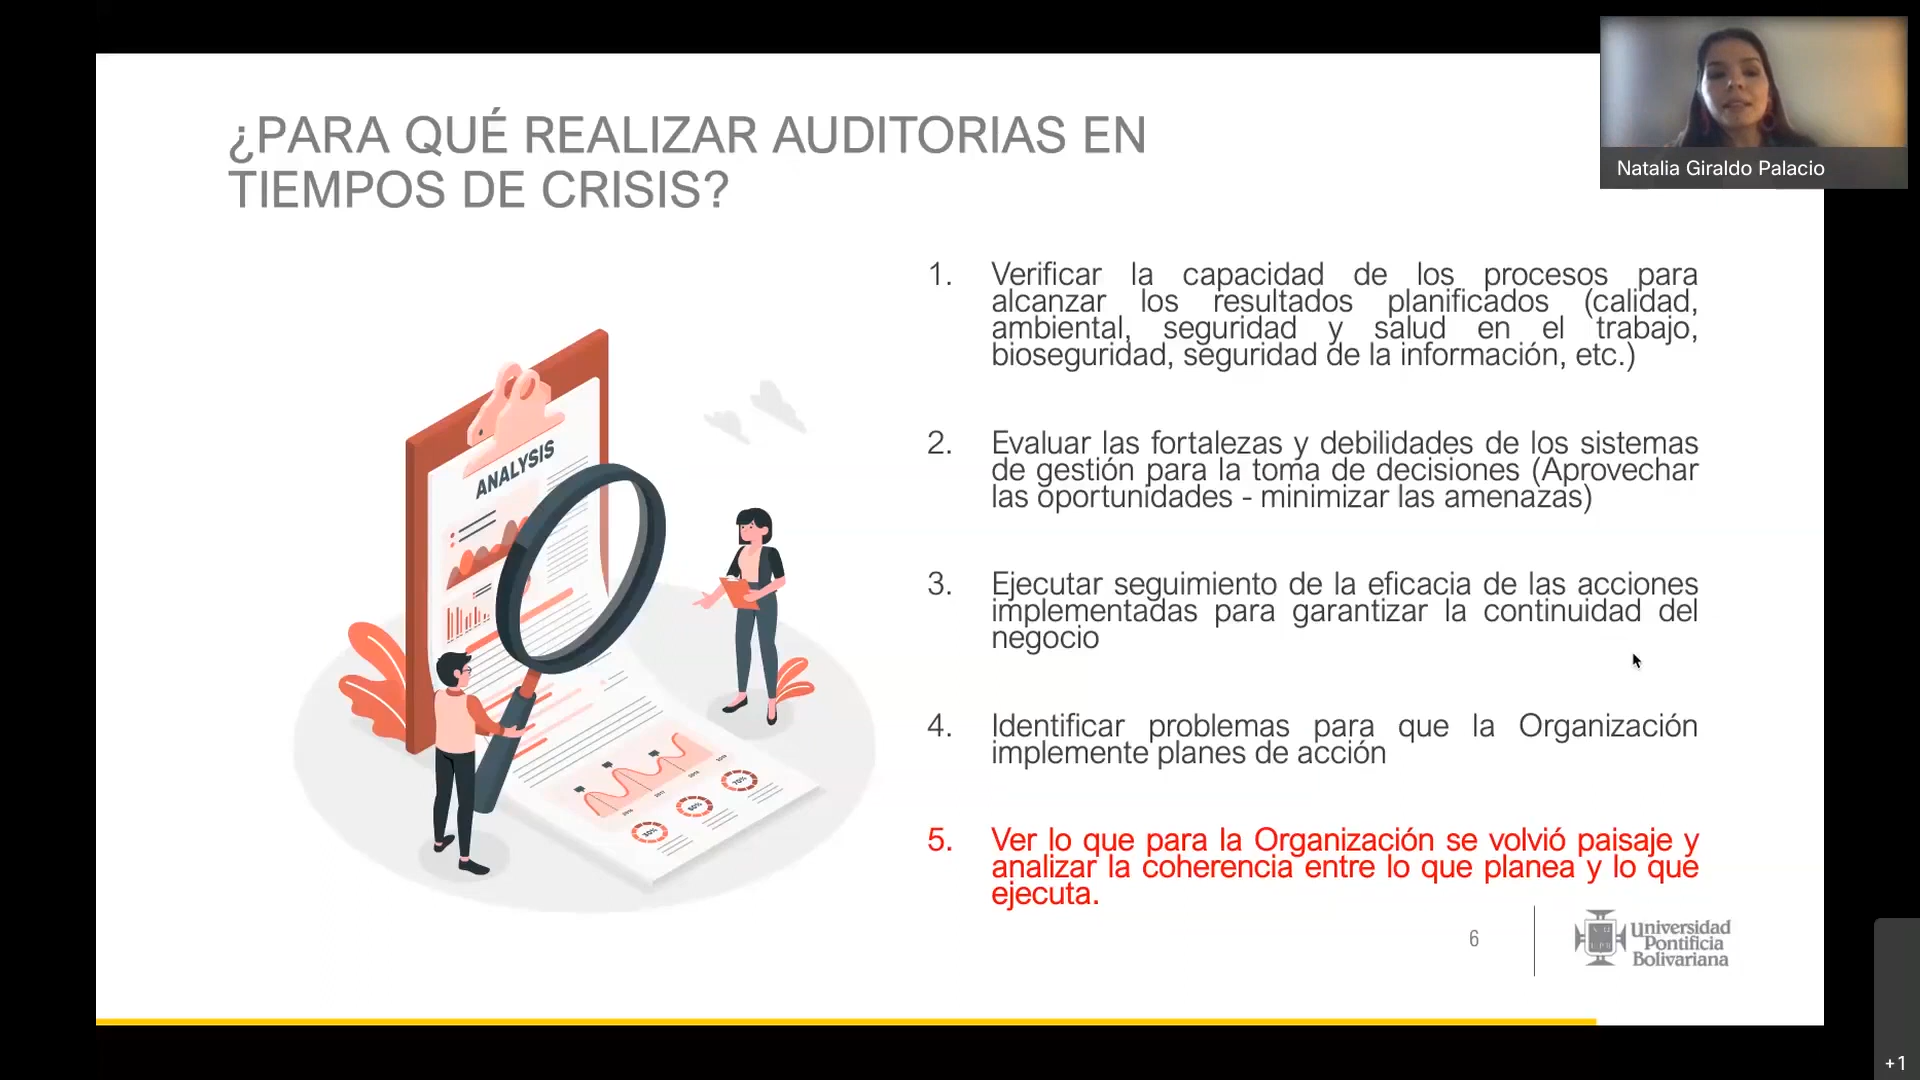 Natalia Giraldo Palacio
¿PARA QUÉ REALIZAR AUDITORIAS EN
TIEMPOS DE CRISIS?
1. Verificar la capacidad de los procesos para
alcanzar los resultados planificados (calidad,
ambiental, seguridad y salud en el trabajo,
bioseguridad, seguridad de la información, etc.)
2. Evaluar las fortalezas y debilidades de los sistemas
de gestión para la toma de decisiones (Aprovechar
las oportunidades - minimizar las amenazas)
3. Ejecutar seguimiento de la eficacia de las acciones
implementadas para garantizar la continuidad del
negocio
4. Identificar problemas para que la Organización
implemente planes de acción
5. Ver lo que para la Organización se volvió paisaje y
analizar la coherencia entre lo que planea y lo que
ejecuta.
ANALYSIS
6
Universidad
Pontificia
Bolivariana
+1